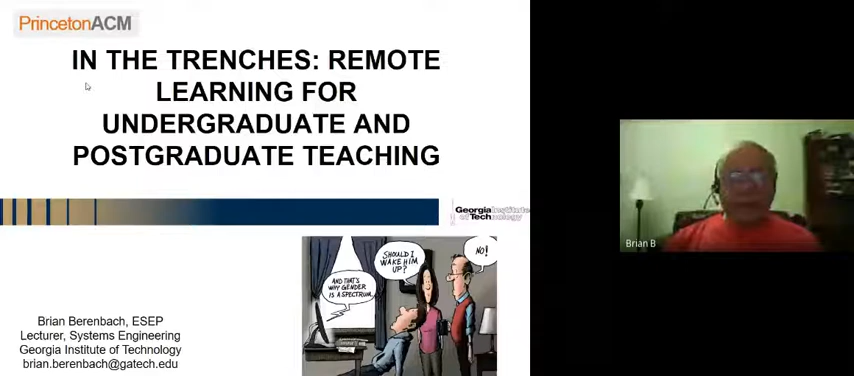 PrincetonACM
IN THE TRENCHES: REMOTE
LEARNING FOR
UNDERGRADUATE AND
POSTGRADUATE TEACHING
Georgia Institute
of Technology
SHOULD I
WAKE HIM
UP?
NO!
AND THAT'S
WHY GENDER
IS A SPECTRUM
Brian Berenbach, ESEP
Lecturer, Systems Engineering
Georgia Institute of Technology
brian.berenbach@gatech.edu
Brian B